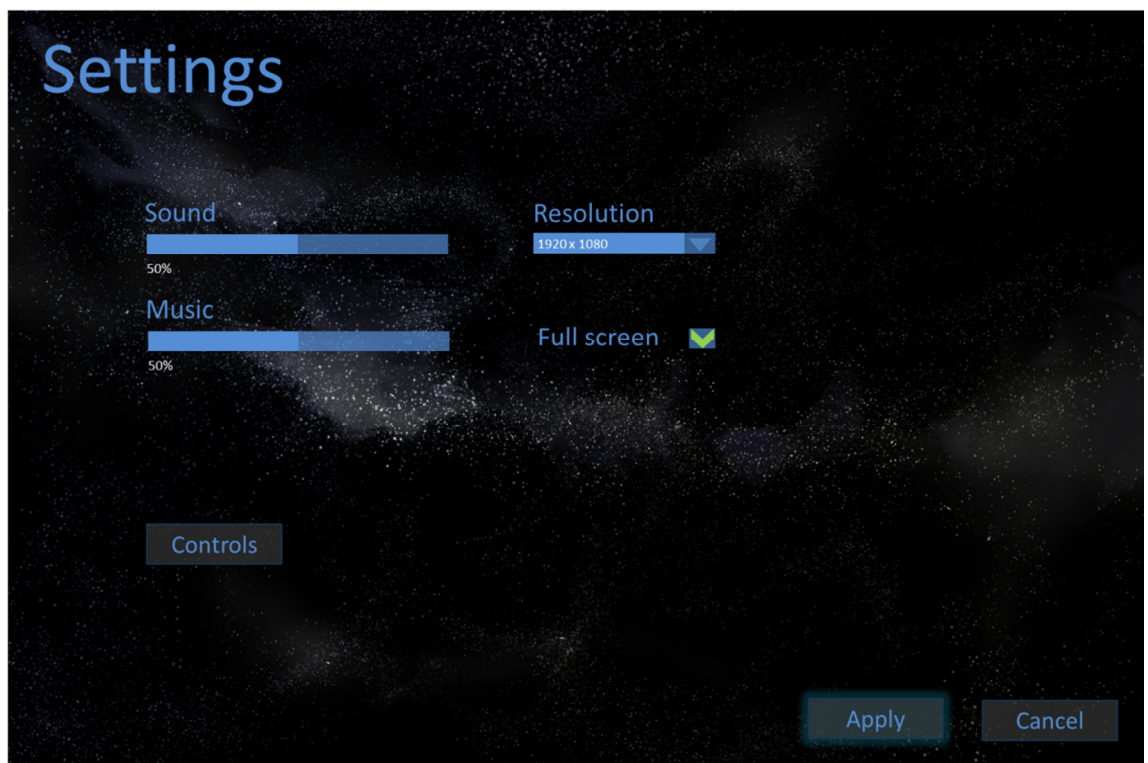 Settings
Sound
50%
Music
50%
Resolution
1920 x 1080
Full screen
Controls
Apply
Cancel